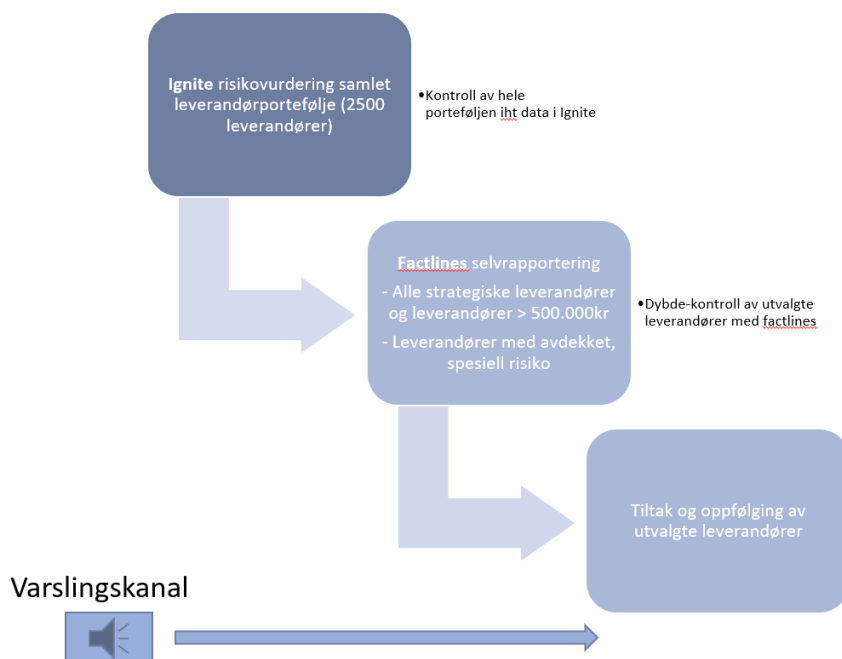 Ignite risikovurdering samlet
leverandørportefølje (2500
leverandører)
•Kontroll av hele
porteføljen iht data i Ignite
Factlines selvrapportering
- Alle strategiske leverandører
og leverandører > 500.000kr
- Leverandører med avdekket,
spesiell risiko
•Dybde-kontroll av utvalgte
leverandører med factlines
Tiltak og oppfølging av
utvalgte leverandører
Varslingskanal